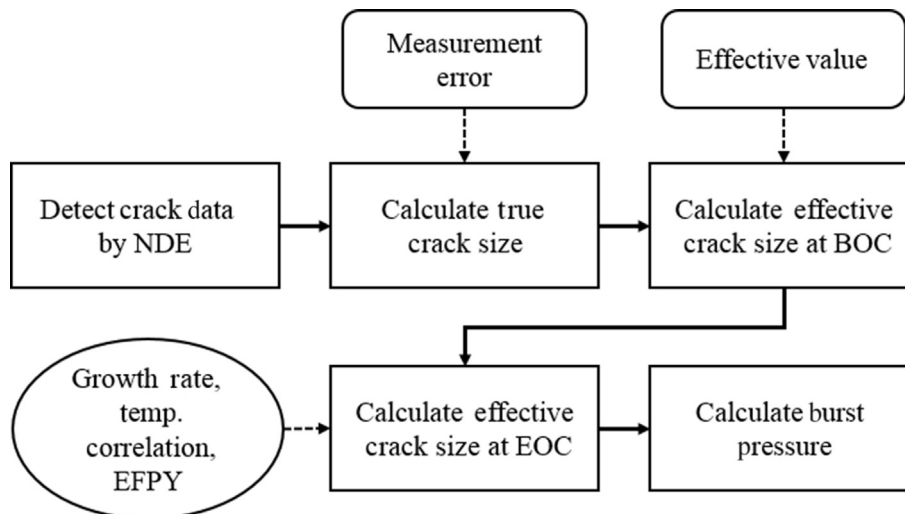 Measurement
error
Effective value
Detect crack data
by NDE
Calculate true
crack size
Calculate effective
crack size at BOC
Growth rate,
temp.
correlation,
EFPY
Calculate effective
crack size at EOC
Calculate burst
pressure